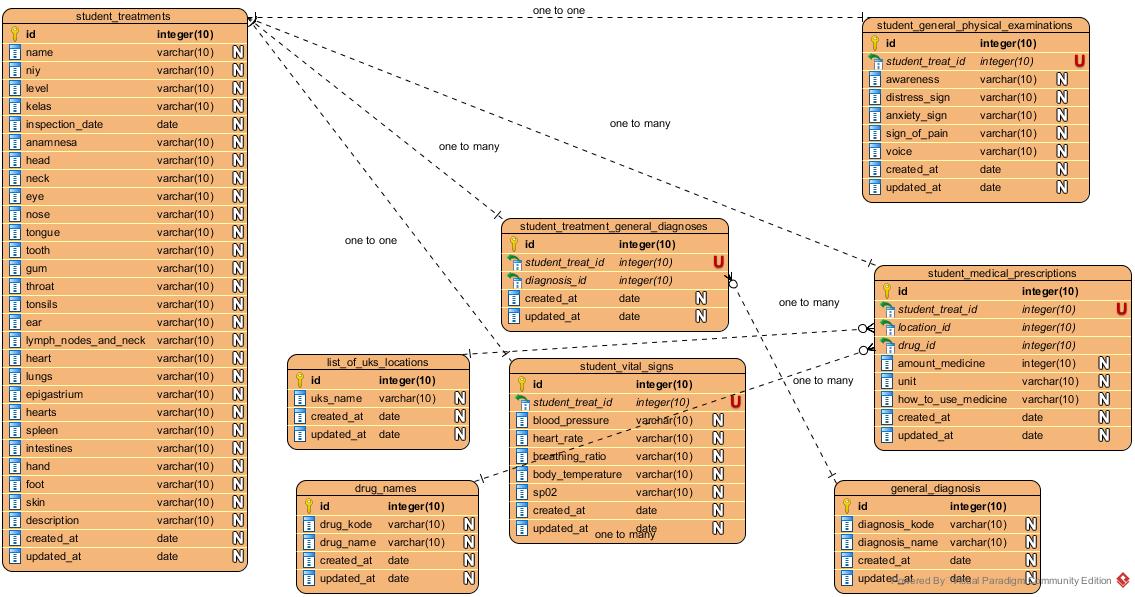 student_treatments
id integer(10)
name varchar(10) N
niy varchar(10) N
level varchar(10) N
kelas varchar(10) N
inspection_date date N
anamnesa varchar(10) N
head varchar(10) N
neck varchar(10) N
eye varchar(10) N
nose varchar(10) N
tongue varchar(10) N
tooth varchar(10) N
gum varchar(10) N
throat varchar(10) N
tonsils varchar(10) N
ear varchar(10) N
lymph_nodes_and_neck varchar(10) N
heart varchar(10) N
lungs varchar(10) N
epigastrium varchar(10) N
hearts varchar(10) N
spleen varchar(10) N
intestines varchar(10) N
hand varchar(10) N
foot varchar(10) N
skin varchar(10) N
description varchar(10) N
created_at date N
updated_at date N
one to one
student_general_physical_examinations
id integer(10)
student_treat_id integer(10) U
awareness varchar(10) N
distress_sign varchar(10) N
anxiety_sign varchar(10) N
sign_of_pain varchar(10) N
voice varchar(10) N
created_at date N
updated_at date N
one to many
one to many
one to one
student_treatment_general_diagnoses
id integer(10)
student_treat_id integer(10) U
diagnosis_id integer(10)
created_at date N
updated_at date N
student_medical_prescriptions
id integer(10)
student_treat_id integer(10) U
location_id integer(10)
drug_id integer(10)
amount_medicine integer(10) N
unit varchar(10) N
how_to_use_medicine varchar(10) N
created_at date N
updated_at date N
one to many
one to many
list_of_uks_locations
id integer(10)
uks_name varchar(10) N
created_at date N
updated_at date N
student_vital_signs
id integer(10)
student_treat_id integer(10) U
blood_pressure varchar(10) N
heart_rate varchar(10) N
breathing_ratio varchar(10) N
body_temperature varchar(10) N
sp02 varchar(10) N
created_at date N
updated_at date N
one to many
drug_names
id integer(10)
drug_kode varchar(10) N
drug_name varchar(10) N
created_at date N
updated_at date N
general_diagnosis
id integer(10)
diagnosis_kode varchar(10) N
diagnosis_name varchar(10) N
created_at date N
updated_at date N
Powered By Visual Paradigm Community Edition